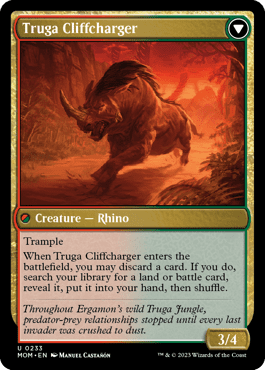 Truga Cliffcharger
Creature — Rhino
Trample
When Truga Cliffcharger enters the
battlefield, you may discard a card. If you do,
search your library for a land or battle card,
reveal it, put it into your hand, then shuffle.
Throughout Ergamon's wild Truga Jungle,
predator-prey relationships stopped until every last
invader was crushed to dust.
3/4
U 0233
MOM • EN MANUEL CASTAÑÓN
™ & © 2023 Wizards of the Coast